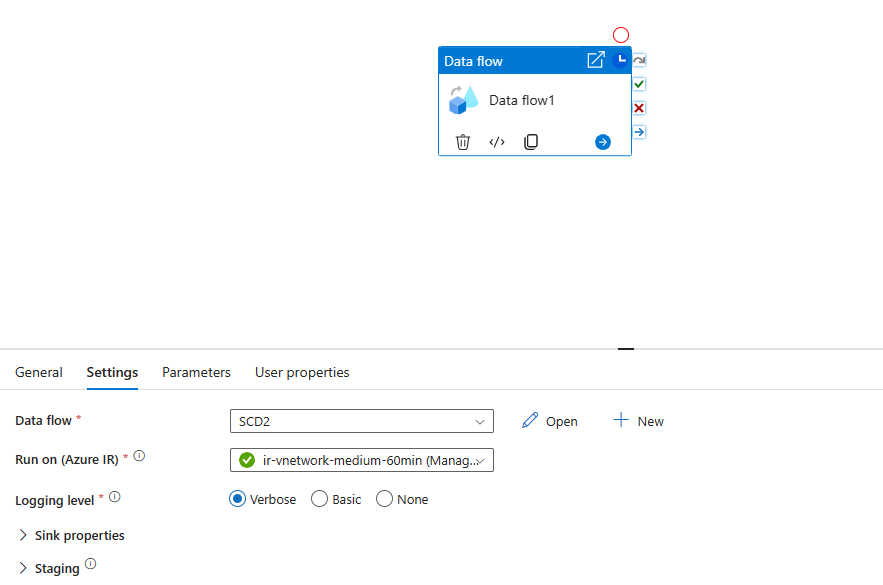 Data flow
Data flow1
General Settings Parameters User properties
Data flow * SCD2 Open New
Run on (Azure IR) * ir-vnetwork-medium-60min (Manag...
Logging level * Verbose Basic None
Sink properties
Staging